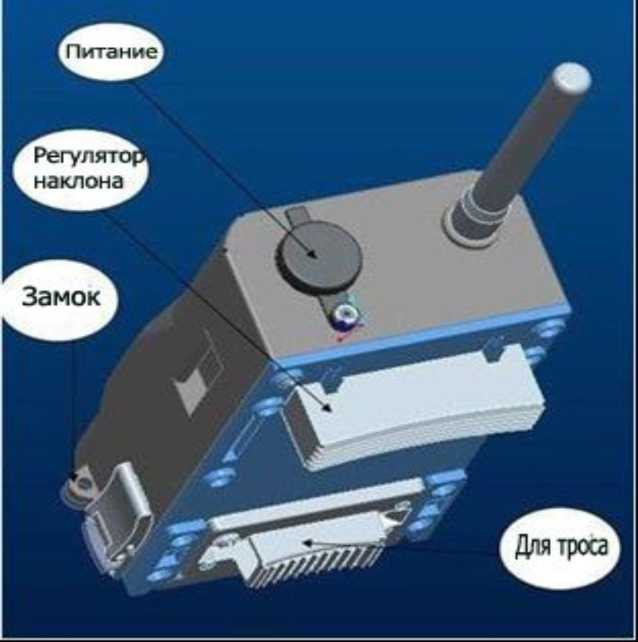 Питание
Регулятор
наклона
Замок
Для троса